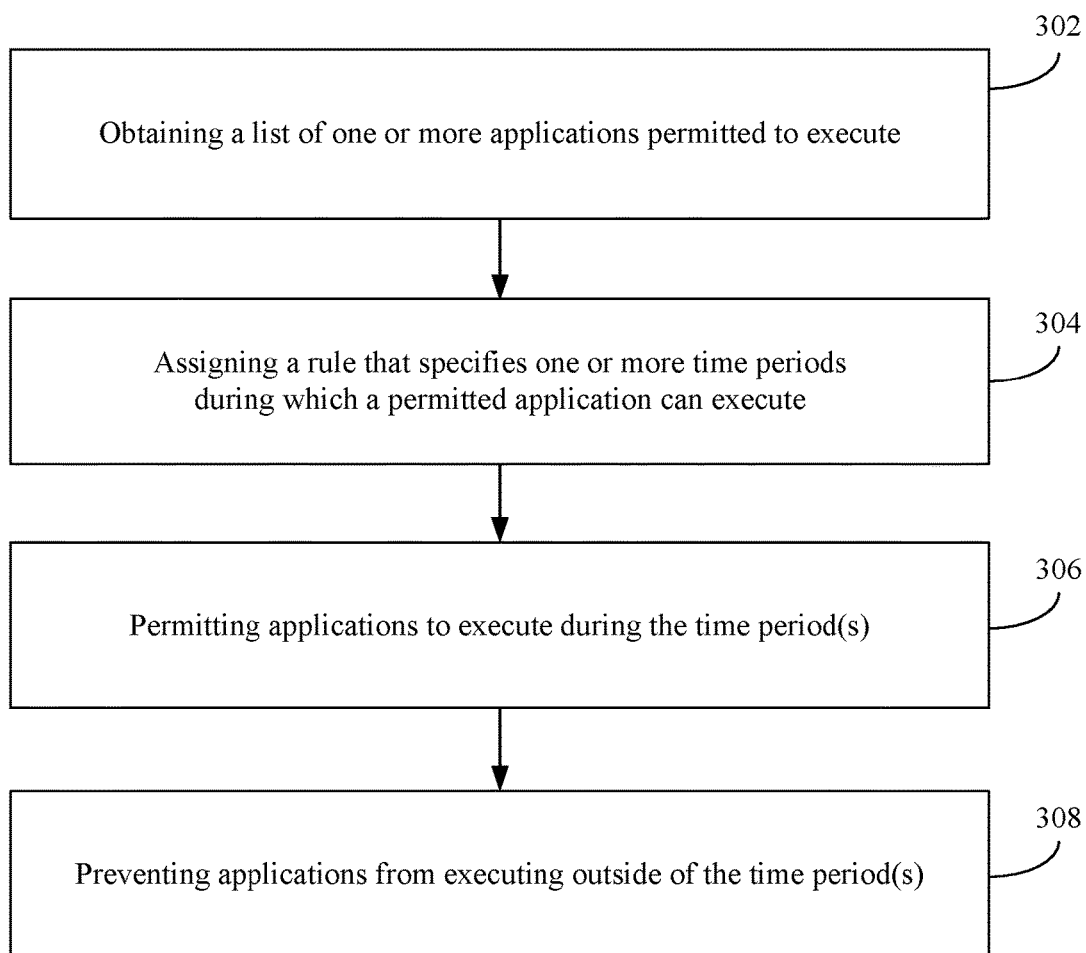 302
Obtaining a list of one or more applications permitted to execute
304
Assigning a rule that specifies one or more time periods
during which a permitted application can execute
306
Permitting applications to execute during the time period(s)
308
Preventing applications from executing outside of the time period(s)